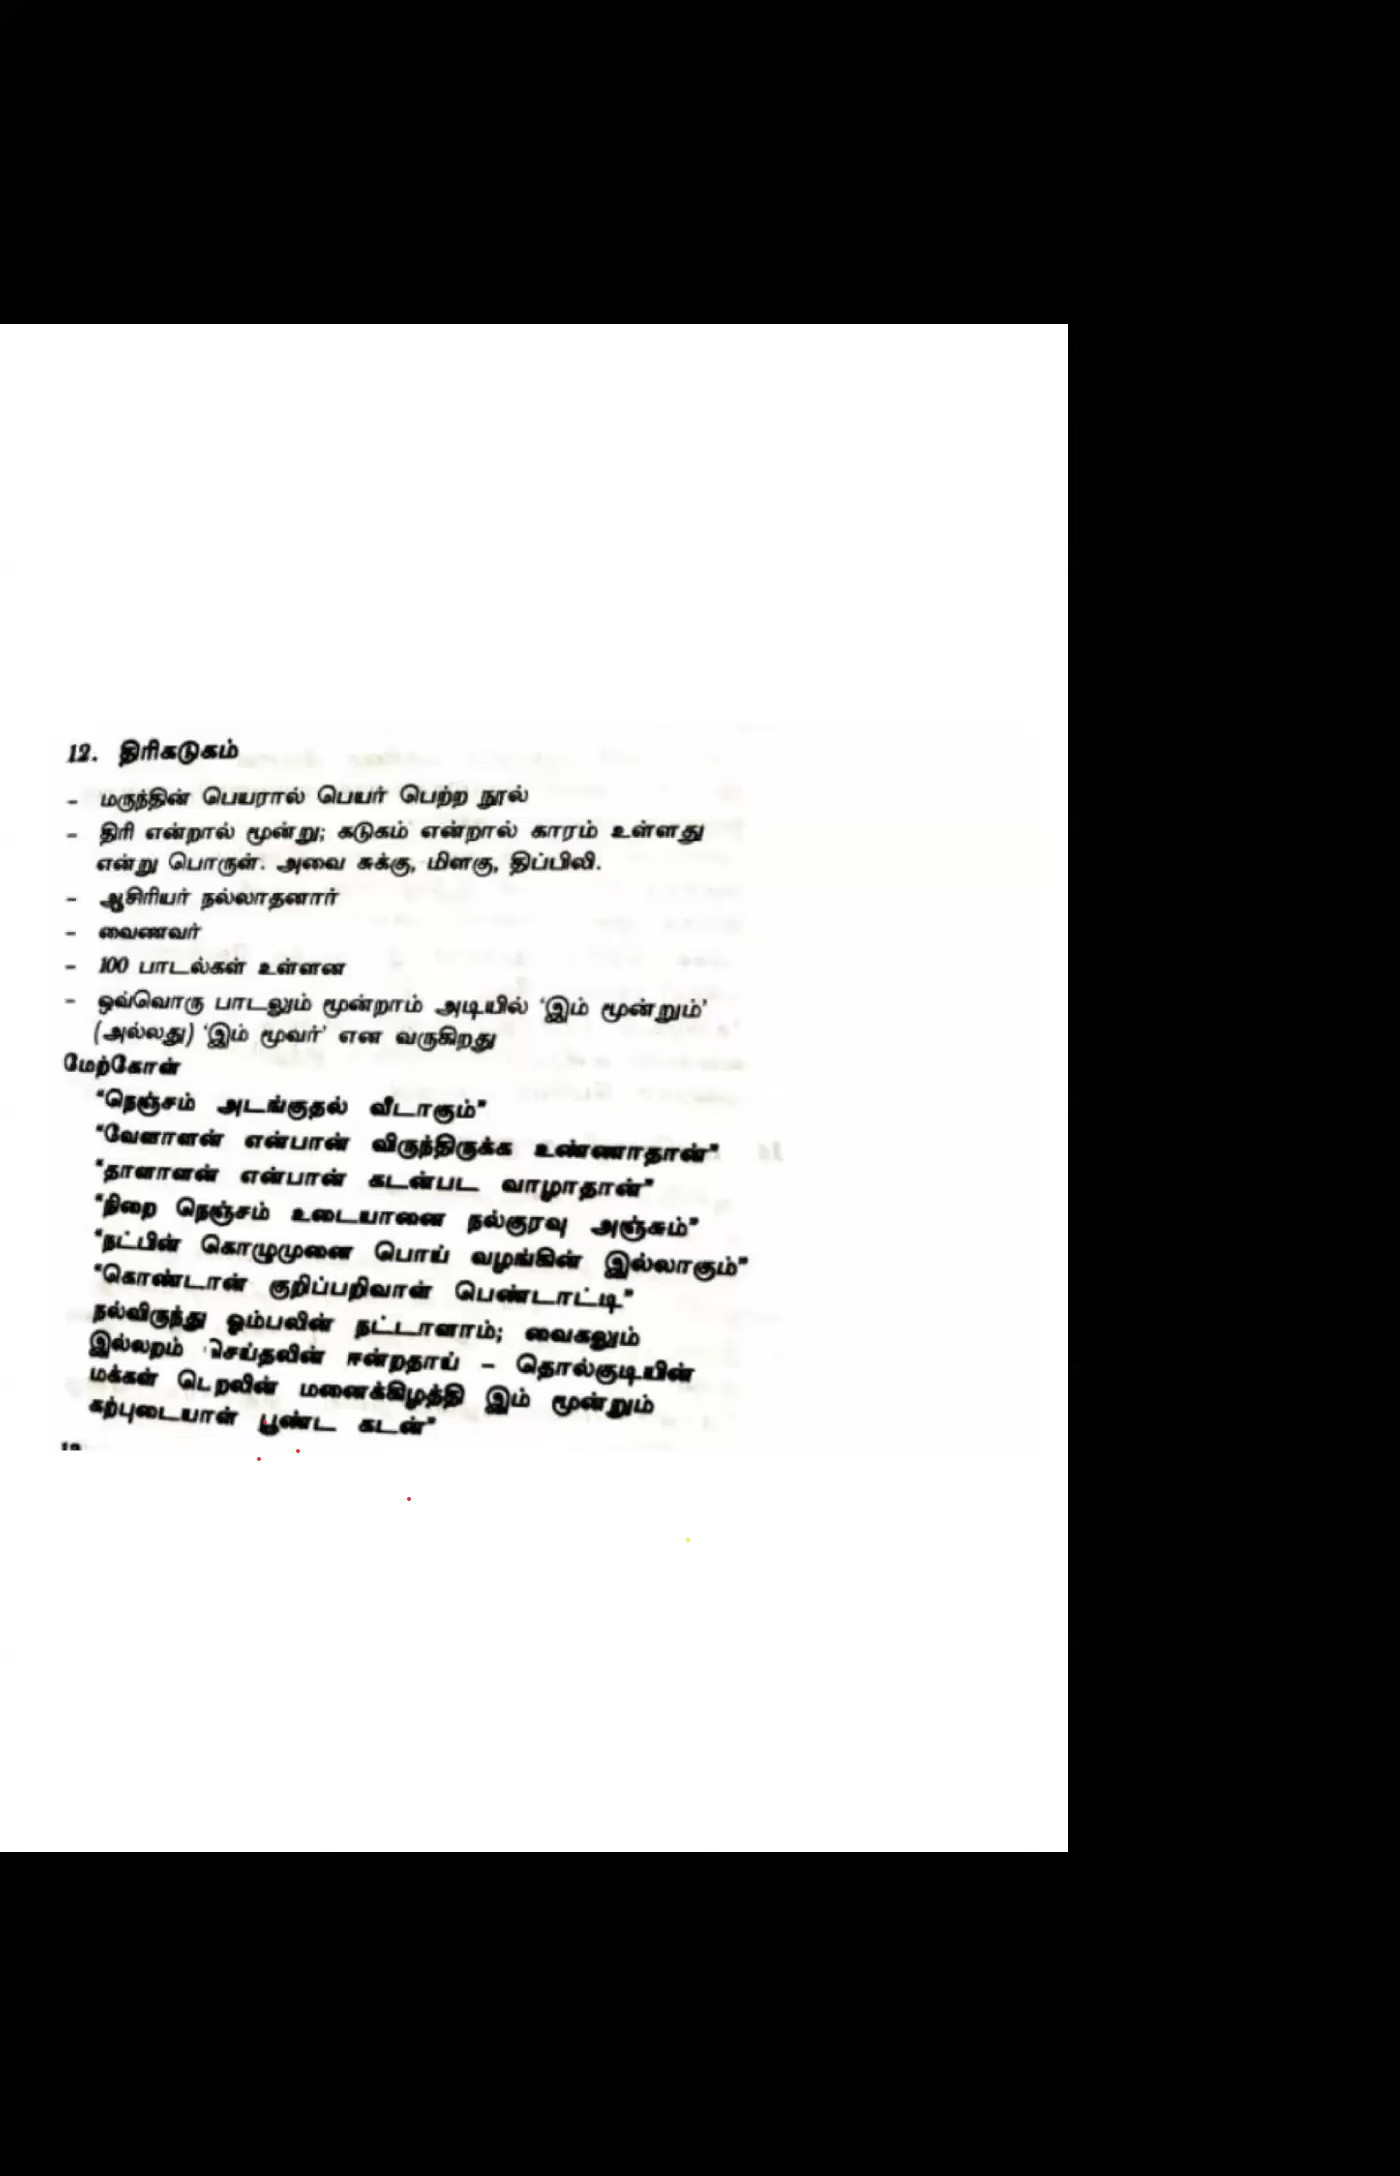 12. திரிகடுகம்
- மருந்தின் பெயரால் பெயர் பெற்ற நூல்
- திரி என்றால் மூன்று; கடுகம் என்றால் காரம் உள்ளது
என்று பொருள். அவை சுக்கு, மிளகு, திப்பிலி.
- ஆசிரியர் நல்லாதனார்
- வைணவர்
- 100 பாடல்கள் உள்ளன
- ஒவ்வொரு பாடலும் மூன்றாம் அடியில் ‘இம் மூன்றும்’
(அல்லது) ‘இம் மூவர்’ என வருகிறது
மேற்கோள்
“நெஞ்சம் அடங்குதல் வீடாகும்”
“வேளாளன் என்பான் விருந்திருக்க உண்ணாதான்”
“தாளாளன் என்பான் கடன்பட வாழாதான்”
“நிறை நெஞ்சம் உடையானை நல்குரவு அஞ்சும்”
“நட்பின் கொழுமுனை பொய் வழங்கின் இல்லாகும்”
“கொண்டான் குறிப்பறிவாள் பெண்டாட்டி”
நல்விருந்து ஓம்பலின் நட்டாளாம்; வைகலும்
இல்லறம் செய்தலின் ஈன்றதாய் – தொல்குடியின்
மக்கள் பெறலின் மனைக்கிழத்தி இம் மூன்றும்
கற்புடையாள் பூண்ட கடன்”